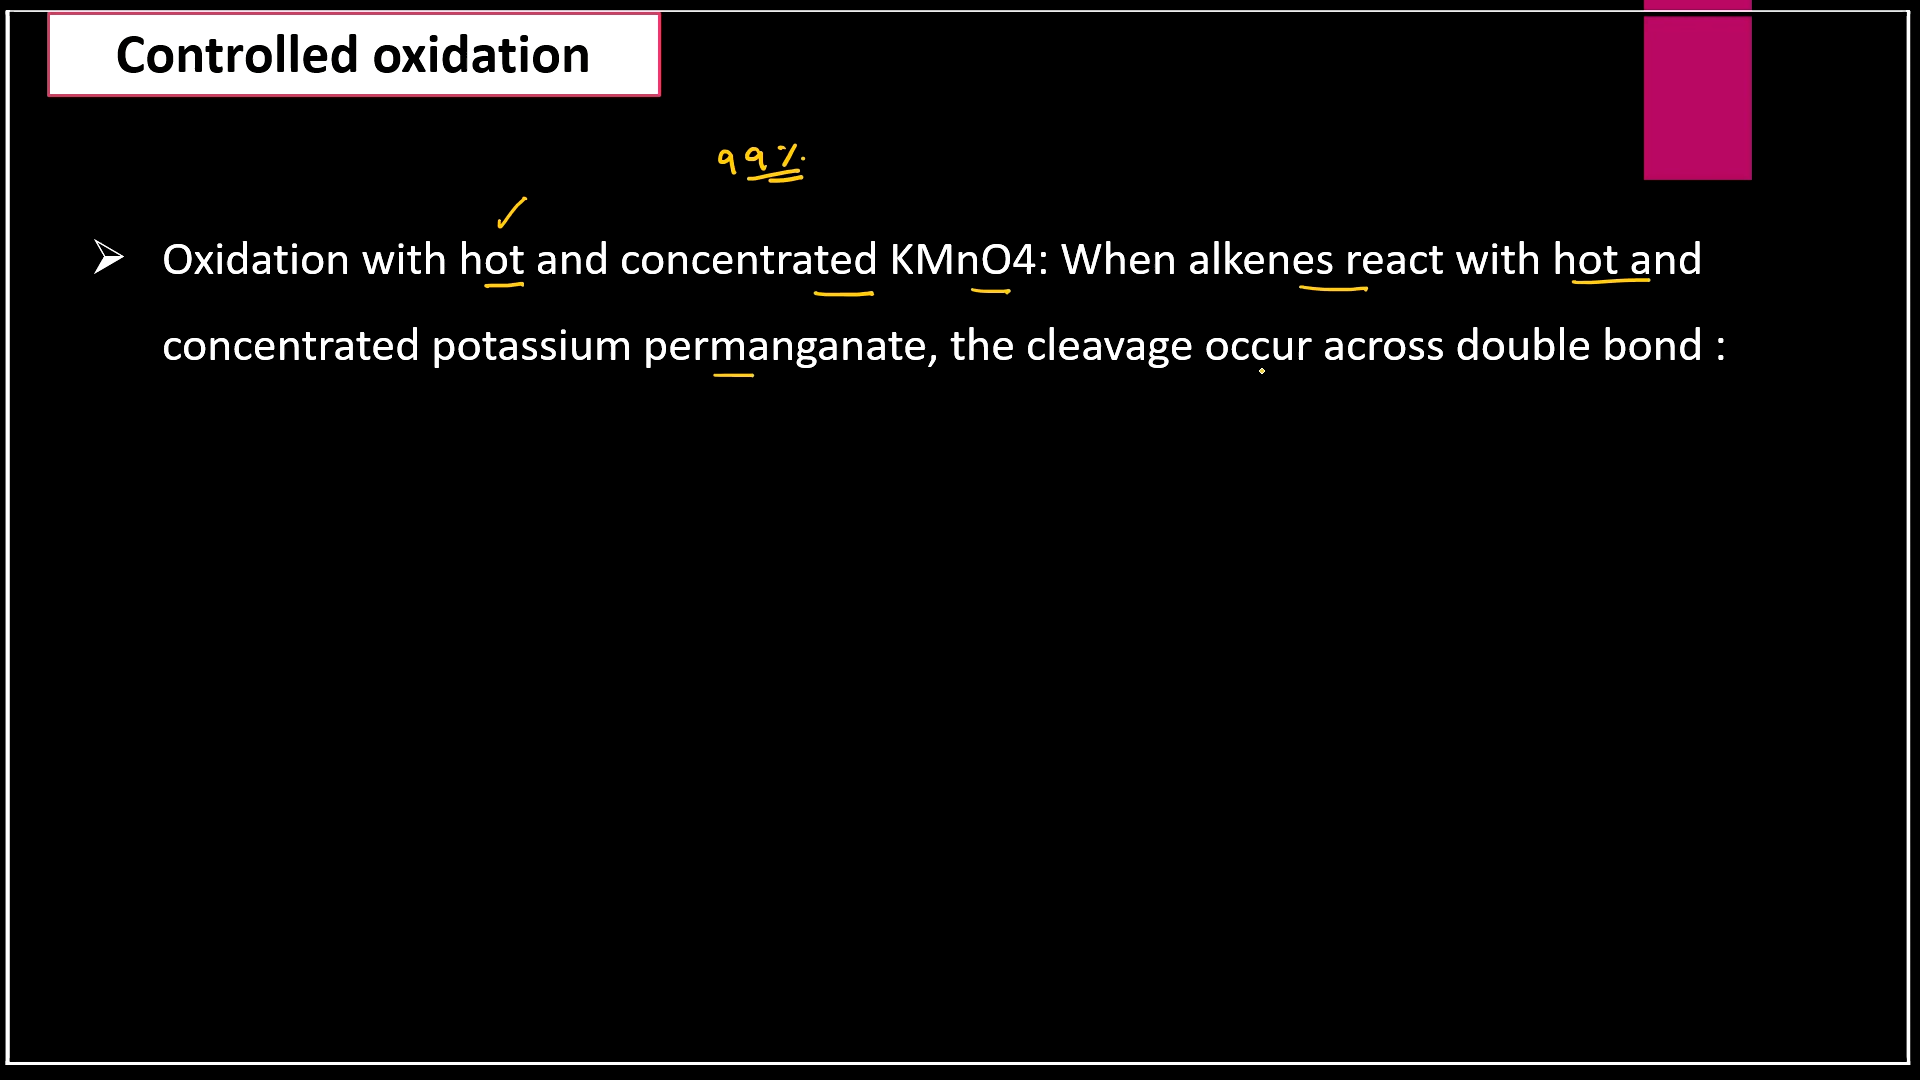 Controlled oxidation
99%
Oxidation with hot and concentrated KMnO4: When alkenes react with hot and
concentrated potassium permanganate, the cleavage occur across double bond :